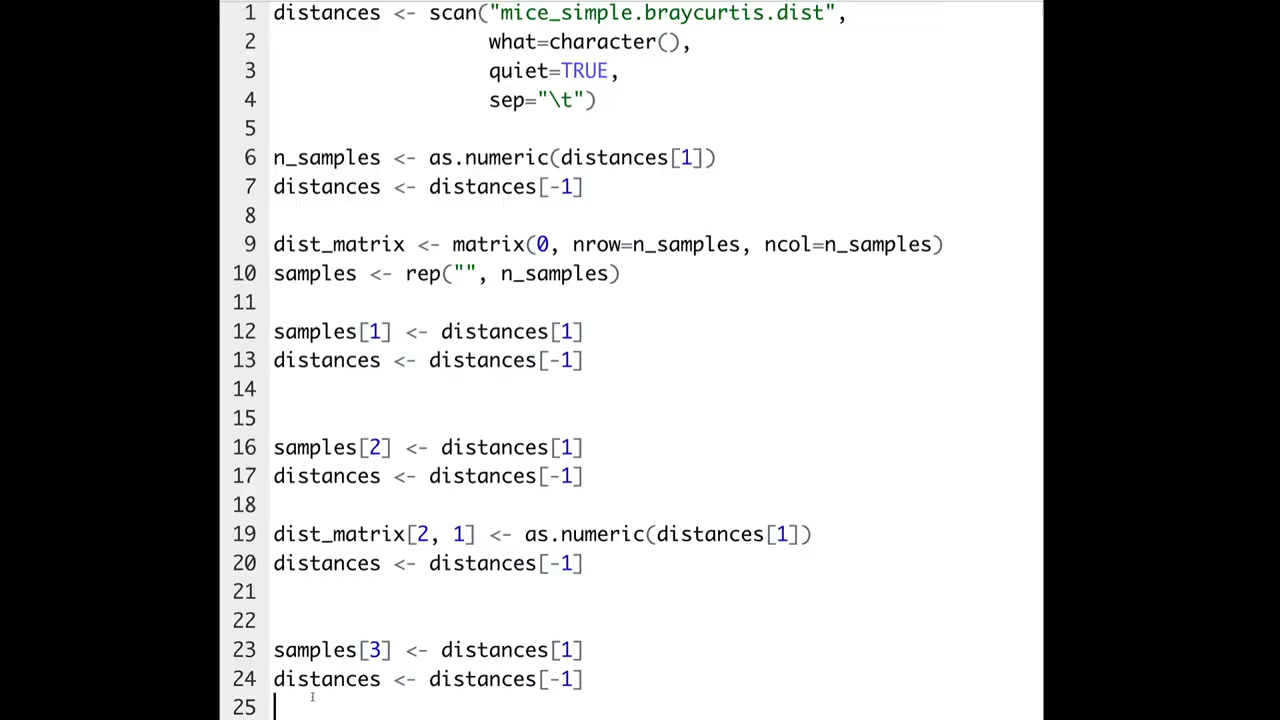 1 distances <- scan("mice_simple.braycurtis.dist",
2 what=character(),
3 quiet=TRUE,
4 sep="\t")
5
6 n_samples <- as.numeric(distances[1])
7 distances <- distances[-1]
8
9 dist_matrix <- matrix(0, nrow=n_samples, ncol=n_samples)
10 samples <- rep("", n_samples)
11
12 samples[1] <- distances[1]
13 distances <- distances[-1]
14
15
16 samples[2] <- distances[1]
17 distances <- distances[-1]
18
19 dist_matrix[2, 1] <- as.numeric(distances[1])
20 distances <- distances[-1]
21
22
23 samples[3] <- distances[1]
24 distances <- distances[-1]
25